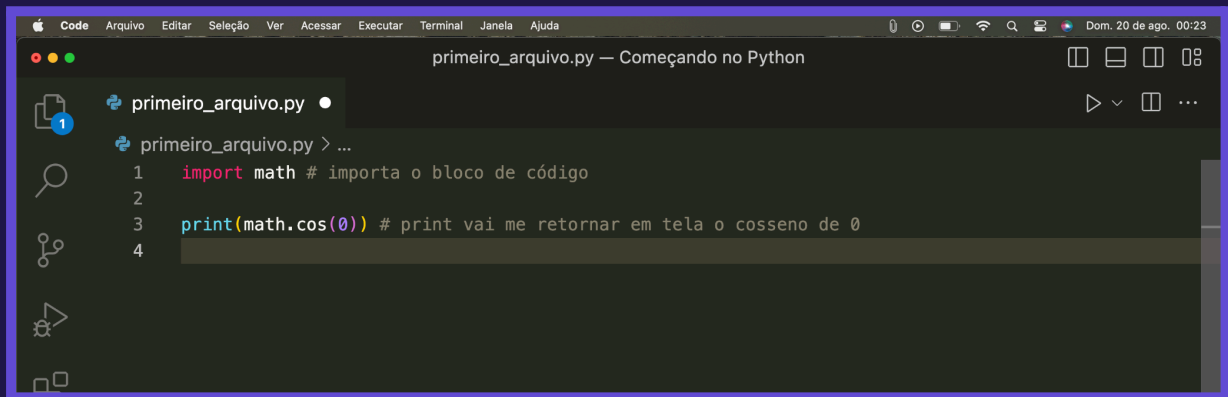 Code Arquivo Editar Seleção Ver Acessar Executar Terminal Janela Ajuda Dom. 20 de ago. 00:23
primeiro_arquivo.py — Começando no Python
1
primeiro_arquivo.py
primeiro_arquivo.py > ...
1 import math # importa o bloco de código
2
3 print(math.cos(0)) # print vai me retornar em tela o cosseno de 0
4